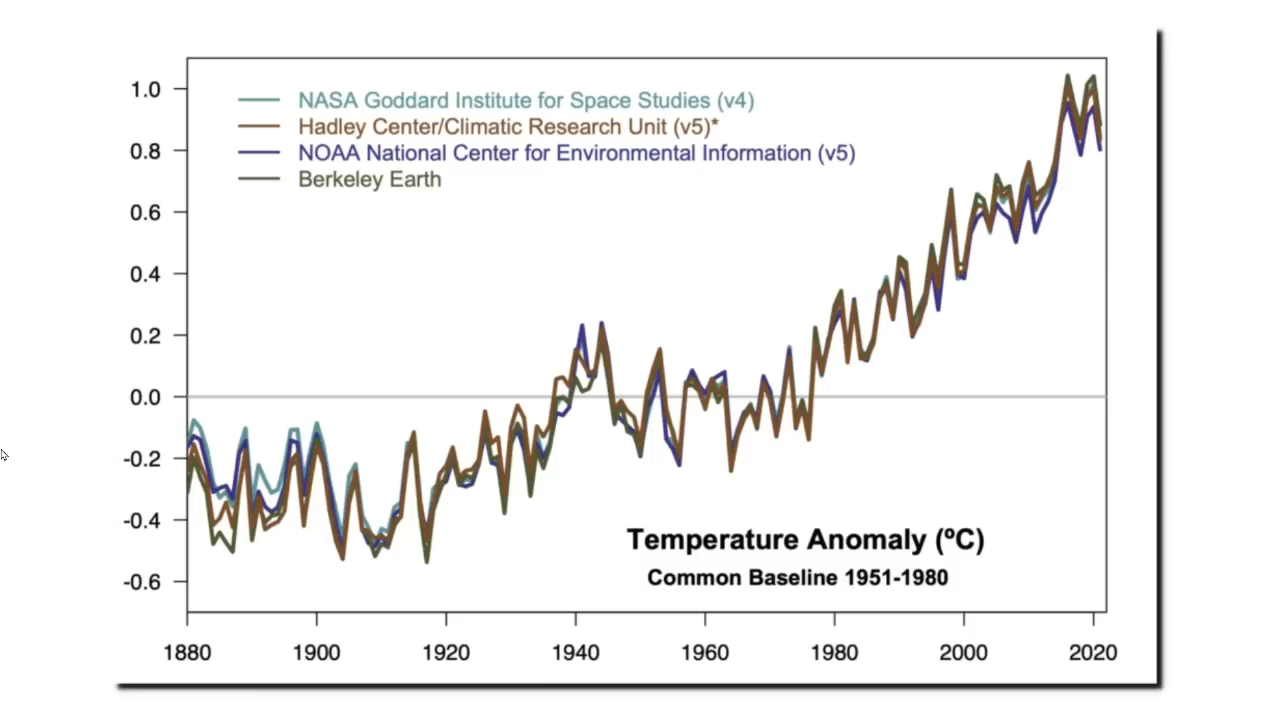 1.0
0.8
0.6
0.4
0.2
0.0
-0.2
-0.4
-0.6
NASA Goddard Institute for Space Studies (v4)
Hadley Center/Climatic Research Unit (v5)*
NOAA National Center for Environmental Information (v5)
Berkeley Earth
Temperature Anomaly (ºC)
Common Baseline 1951-1980
1880 1900 1920 1940 1960 1980 2000 2020